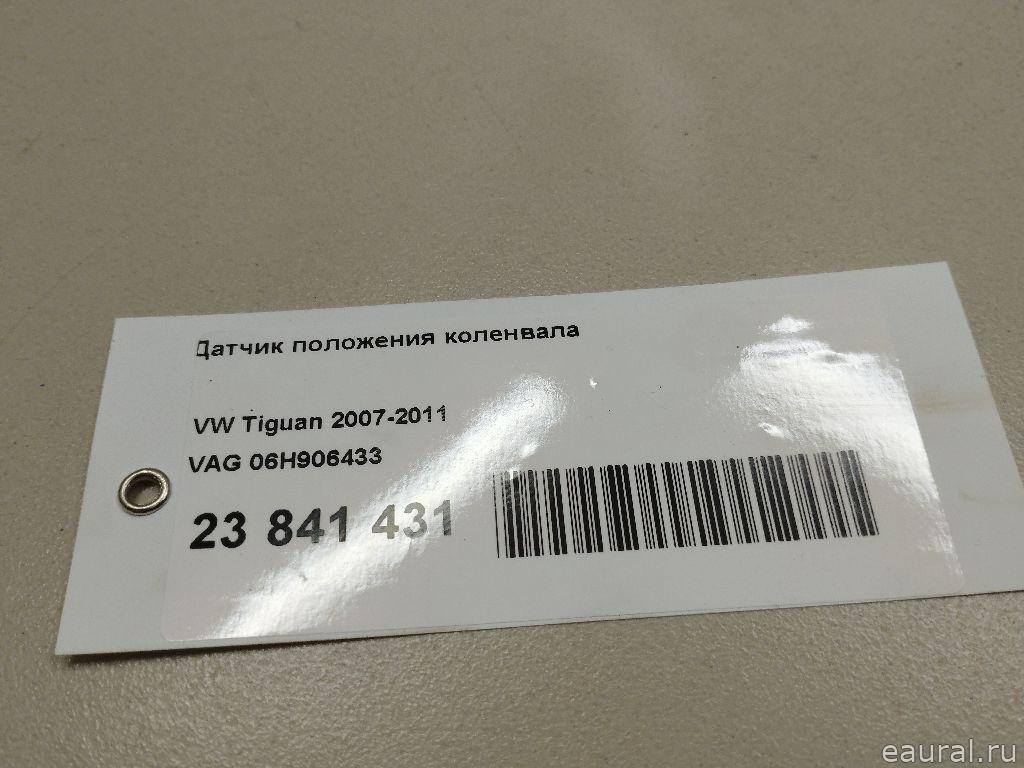 Датчик положения коленвала
VW Tiguan 2007-2011
VAG 06H906433
23 841 431
eaural.ru